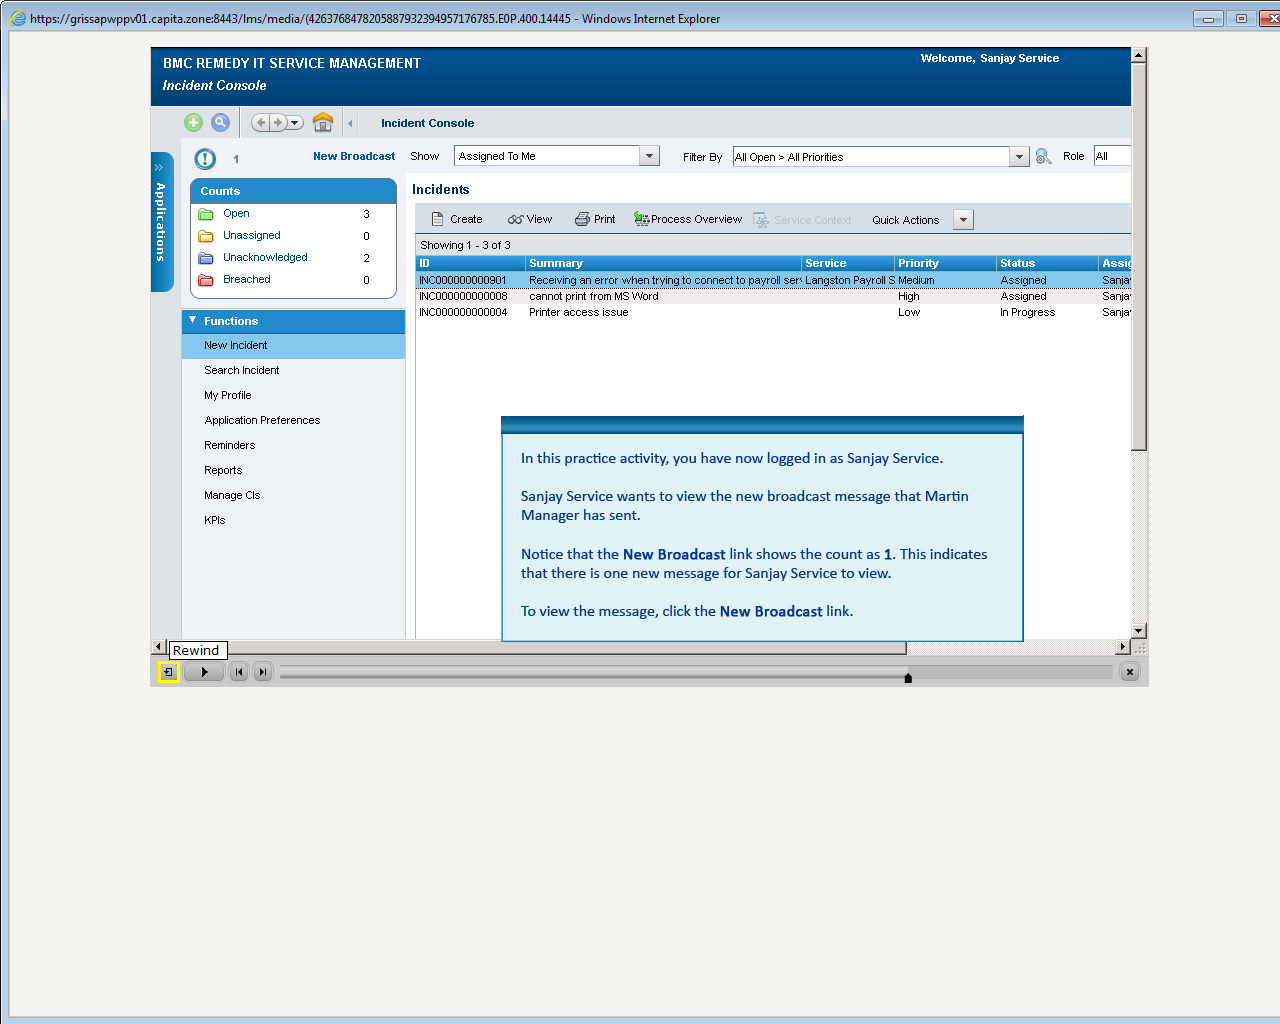 https://grissapwppv01.capita.zone:8443/lms/media/(4263768478205887932394957176785.E0P.400.14445 - Windows Internet Explorer
BMC REMEDY IT SERVICE MANAGEMENT
Welcome, Sanjay Service
Incident Console
Incident Console
1
New Broadcast
Show
Assigned To Me
Filter By
All Open > All Priorities
Role
All
Applications
Counts
Open 3
Unassigned 0
Unacknowledged 2
Breached 0
Functions
New Incident
Search Incident
My Profile
Application Preferences
Reminders
Reports
Manage CIs
KPIs
Incidents
Create View Print Process Overview Service Context Quick Actions
Showing 1 - 3 of 3
ID Summary Service Priority Status Assig
INC000000000901 Receiving an error when trying to connect to payroll serv Langston Payroll S Medium Assigned Sanjay
INC000000000008 cannot print from MS Word High Assigned Sanjay
INC000000000004 Printer access issue Low In Progress Sanjay
In this practice activity, you have now logged in as Sanjay Service.
Sanjay Service wants to view the new broadcast message that Martin
Manager has sent.
Notice that the New Broadcast link shows the count as 1. This indicates
that there is one new message for Sanjay Service to view.
To view the message, click the New Broadcast link.
Rewind